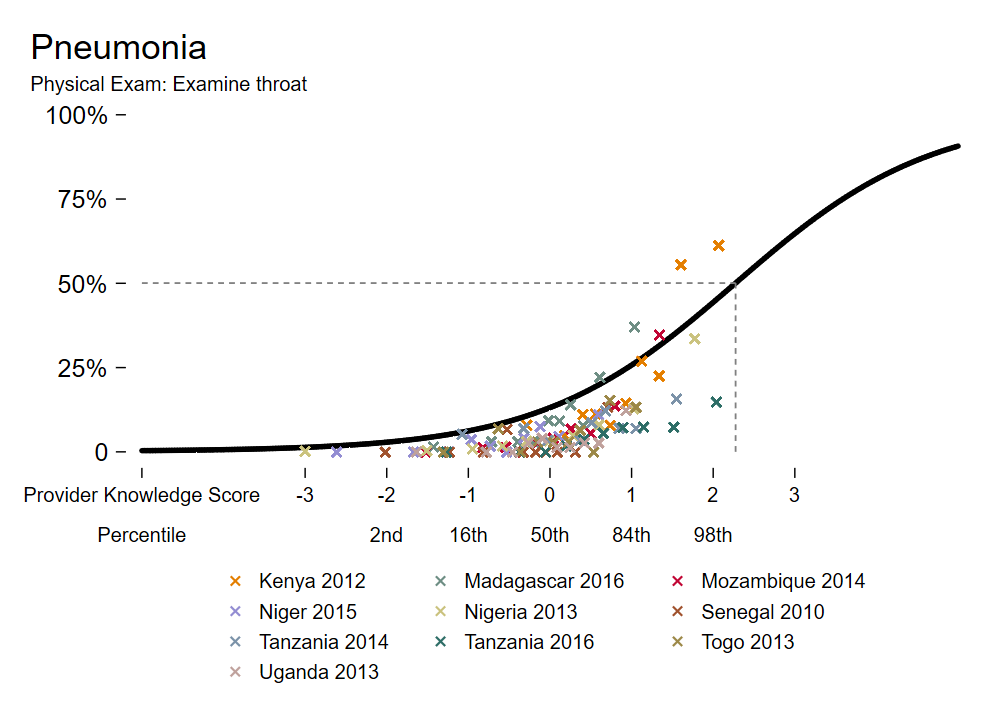 Pneumonia
Physical Exam: Examine throat
100%
75%
50%
25%
0
Provider Knowledge Score -3 -2 -1 0 1 2 3
Percentile 2nd 16th 50th 84th 98th
Kenya 2012 Madagascar 2016 Mozambique 2014
Niger 2015 Nigeria 2013 Senegal 2010
Tanzania 2014 Tanzania 2016 Togo 2013
Uganda 2013